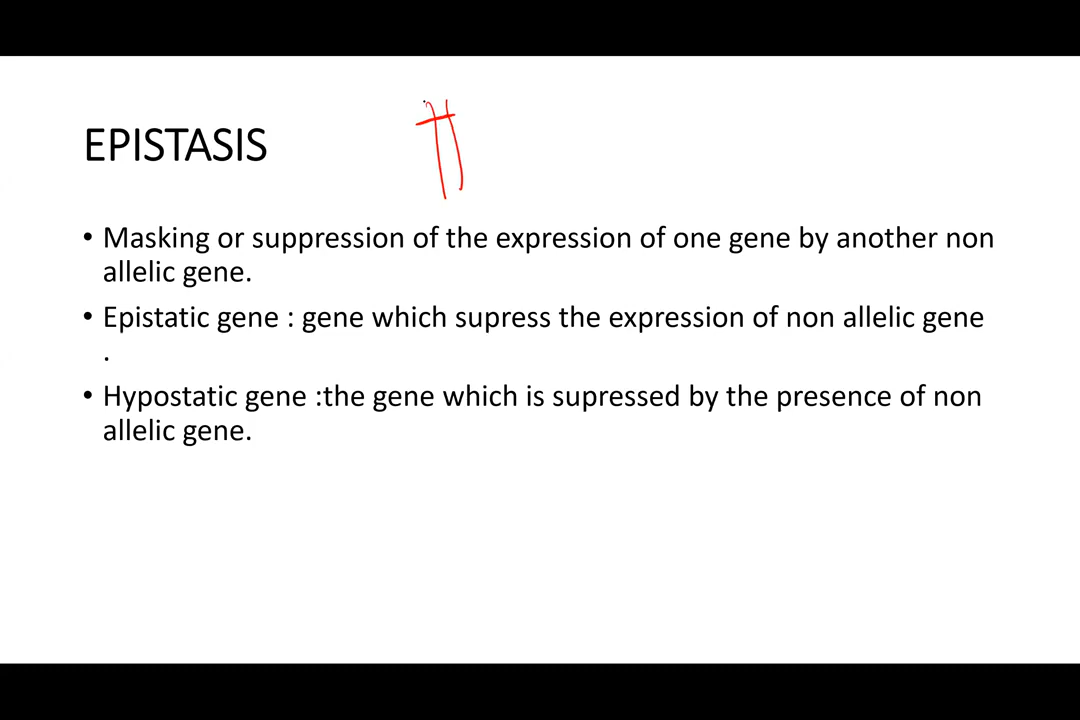 EPISTASIS
• Masking or suppression of the expression of one gene by another non
allelic gene.
• Epistatic gene : gene which supress the expression of non allelic gene
.
• Hypostatic gene :the gene which is supressed by the presence of non
allelic gene.